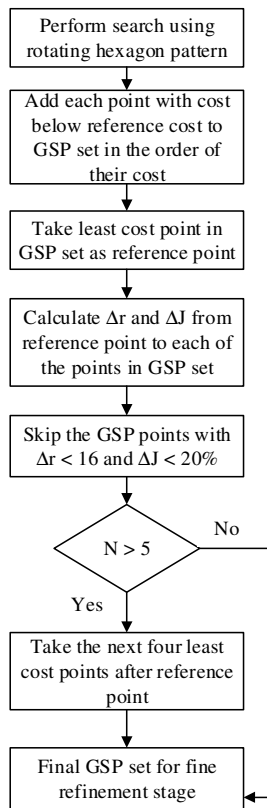 Perform search using
rotating hexagon pattern
Add each point with cost
below reference cost to
GSP set in the order of
their cost
Take least cost point in
GSP set as reference point
Calculate Δr and ΔJ from
reference point to each of
the points in GSP set
Skip the GSP points with
Δr < 16 and ΔJ < 20%
N > 5
No
Yes
Take the next four least
cost points after reference
point
Final GSP set for fine
refinement stage